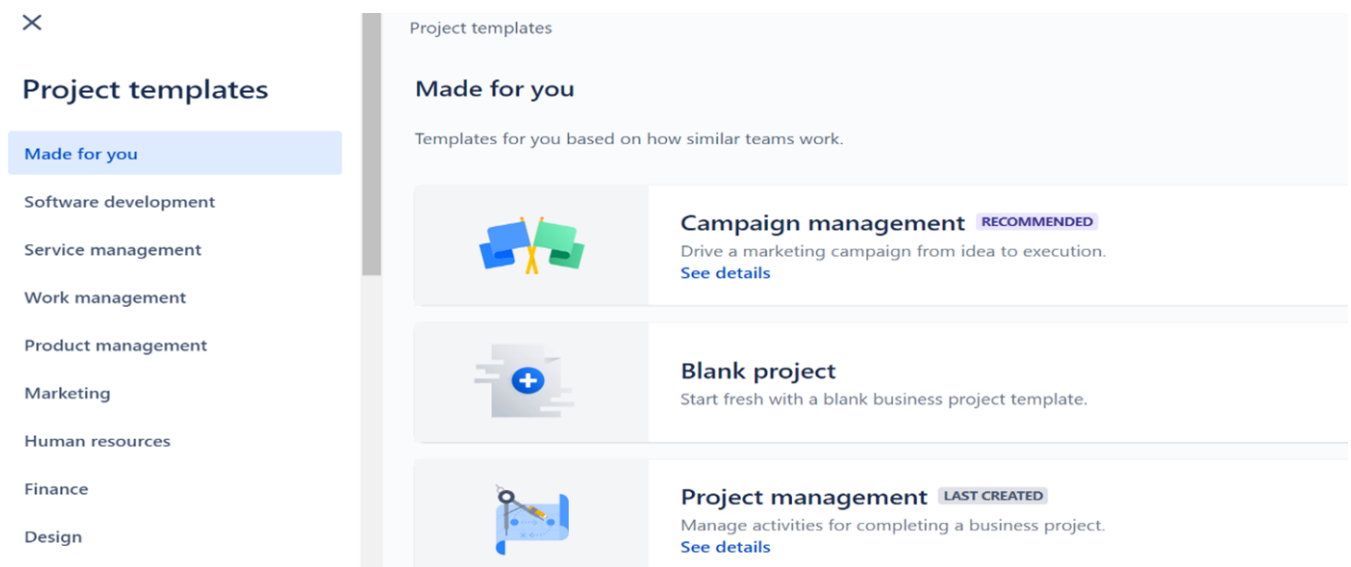 Project templates
Made for you
Software development
Service management
Work management
Product management
Marketing
Human resources
Finance
Design
Project templates
Made for you
Templates for you based on how similar teams work.
Campaign management RECOMMENDED
Drive a marketing campaign from idea to execution.
See details
Blank project
Start fresh with a blank business project template.
Project management LAST CREATED
Manage activities for completing a business project.
See details